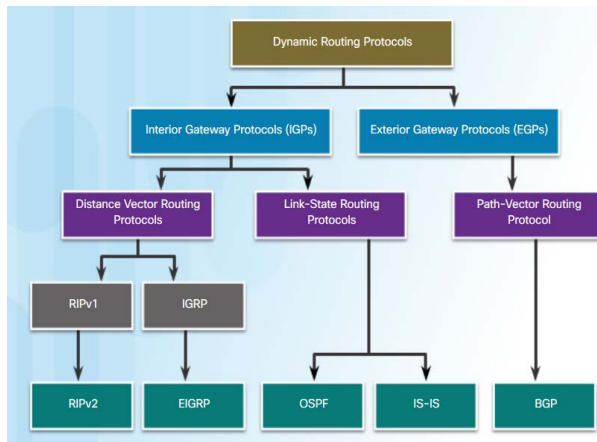 Dynamic Routing Protocols
Interior Gateway Protocols (IGPs)
Exterior Gateway Protocols (EGPs)
Distance Vector Routing
Protocols
Link-State Routing
Protocols
Path-Vector Routing
Protocol
RIPv1
IGRP
RIPv2
EIGRP
OSPF
IS-IS
BGP